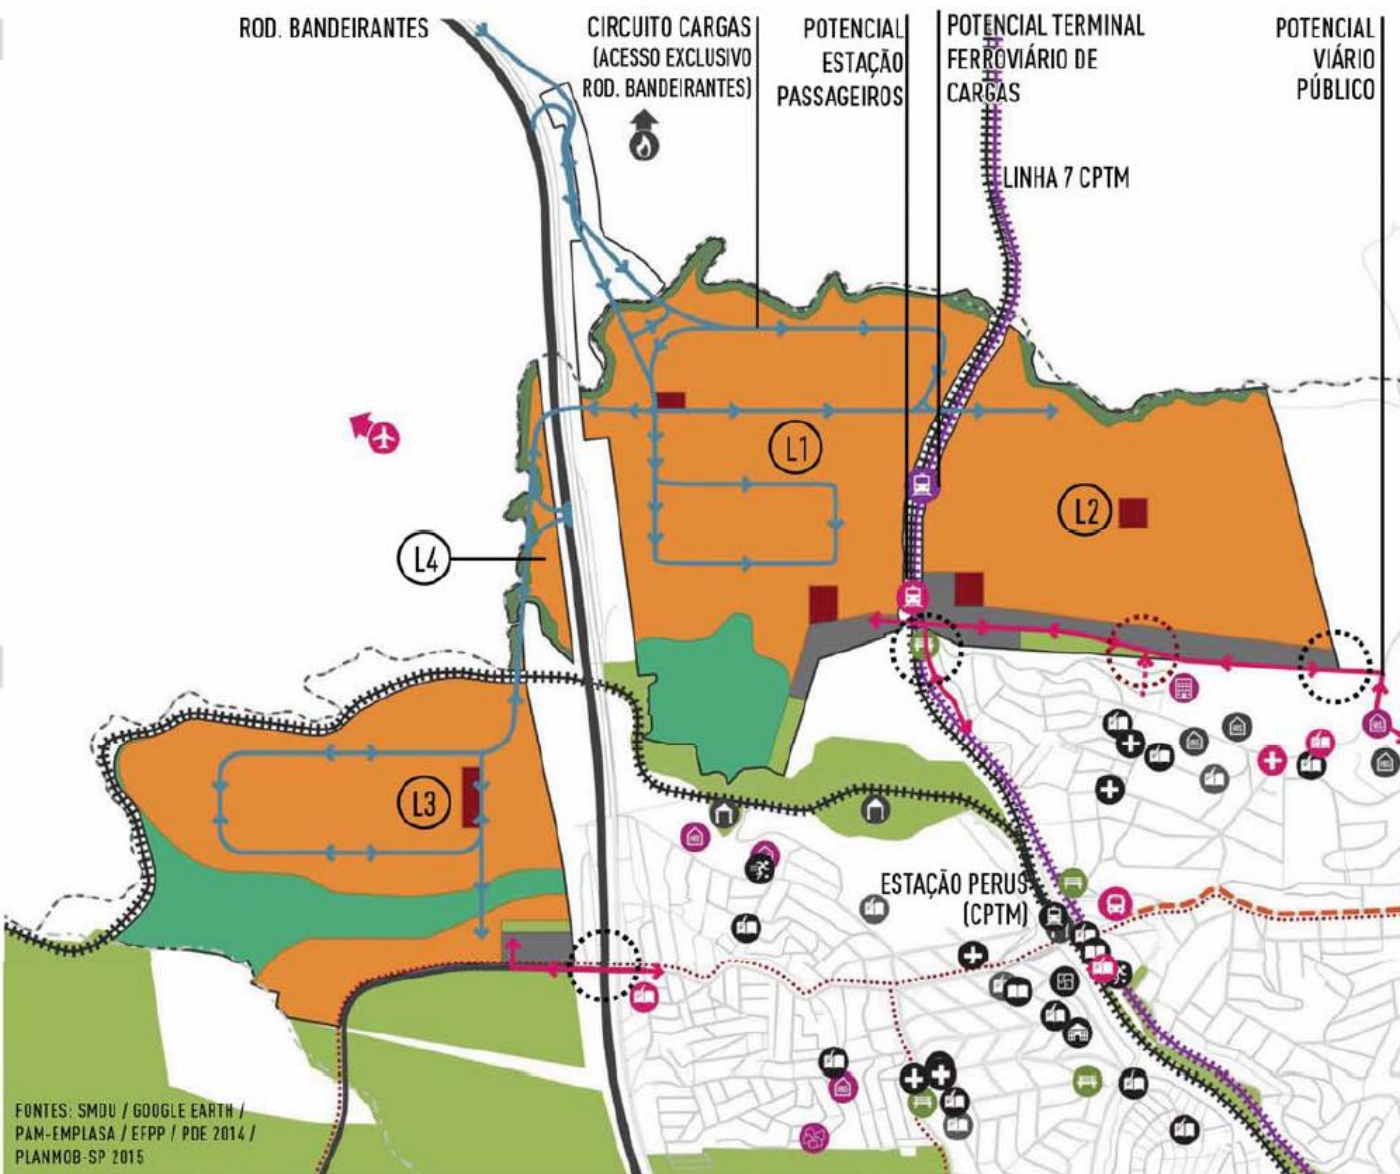 ROD. BANDEIRANTES
CIRCUITO CARGAS
(ACESSO EXCLUSIVO
ROD. BANDEIRANTES)
POTENCIAL
ESTAÇÃO
PASSAGEIROS
POTENCIAL TERMINAL
FERROVIÁRIO DE
CARGAS
POTENCIAL
VIÁRIO
PÚBLICO
LINHA 7 CPTM
L1
L2
L4
L3
ESTAÇÃO PERUS
(CPTM)
FONTES: SMDU / GOOGLE EARTH /
PAM-EMPLASA / EFPP / PDE 2014 /
PLANMOB-SP 2015